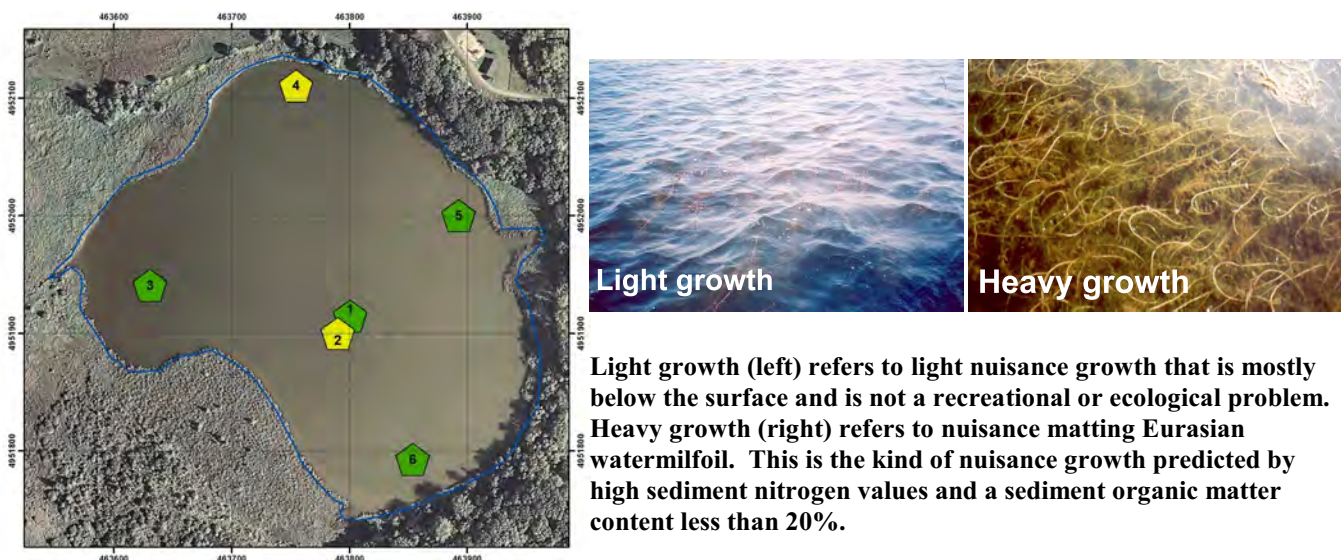 463600 463700 463800 463900
4952100 4952100
4952000 4952000
4951900 4951900
4951800 4951800
4
5
3
1
2
6
463600 463700 463800 463900
Light growth
Heavy growth
Light growth (left) refers to light nuisance growth that is mostly
below the surface and is not a recreational or ecological problem.
Heavy growth (right) refers to nuisance matting Eurasian
watermilfoil.  This is the kind of nuisance growth predicted by
high sediment nitrogen values and a sediment organic matter
content less than 20%.